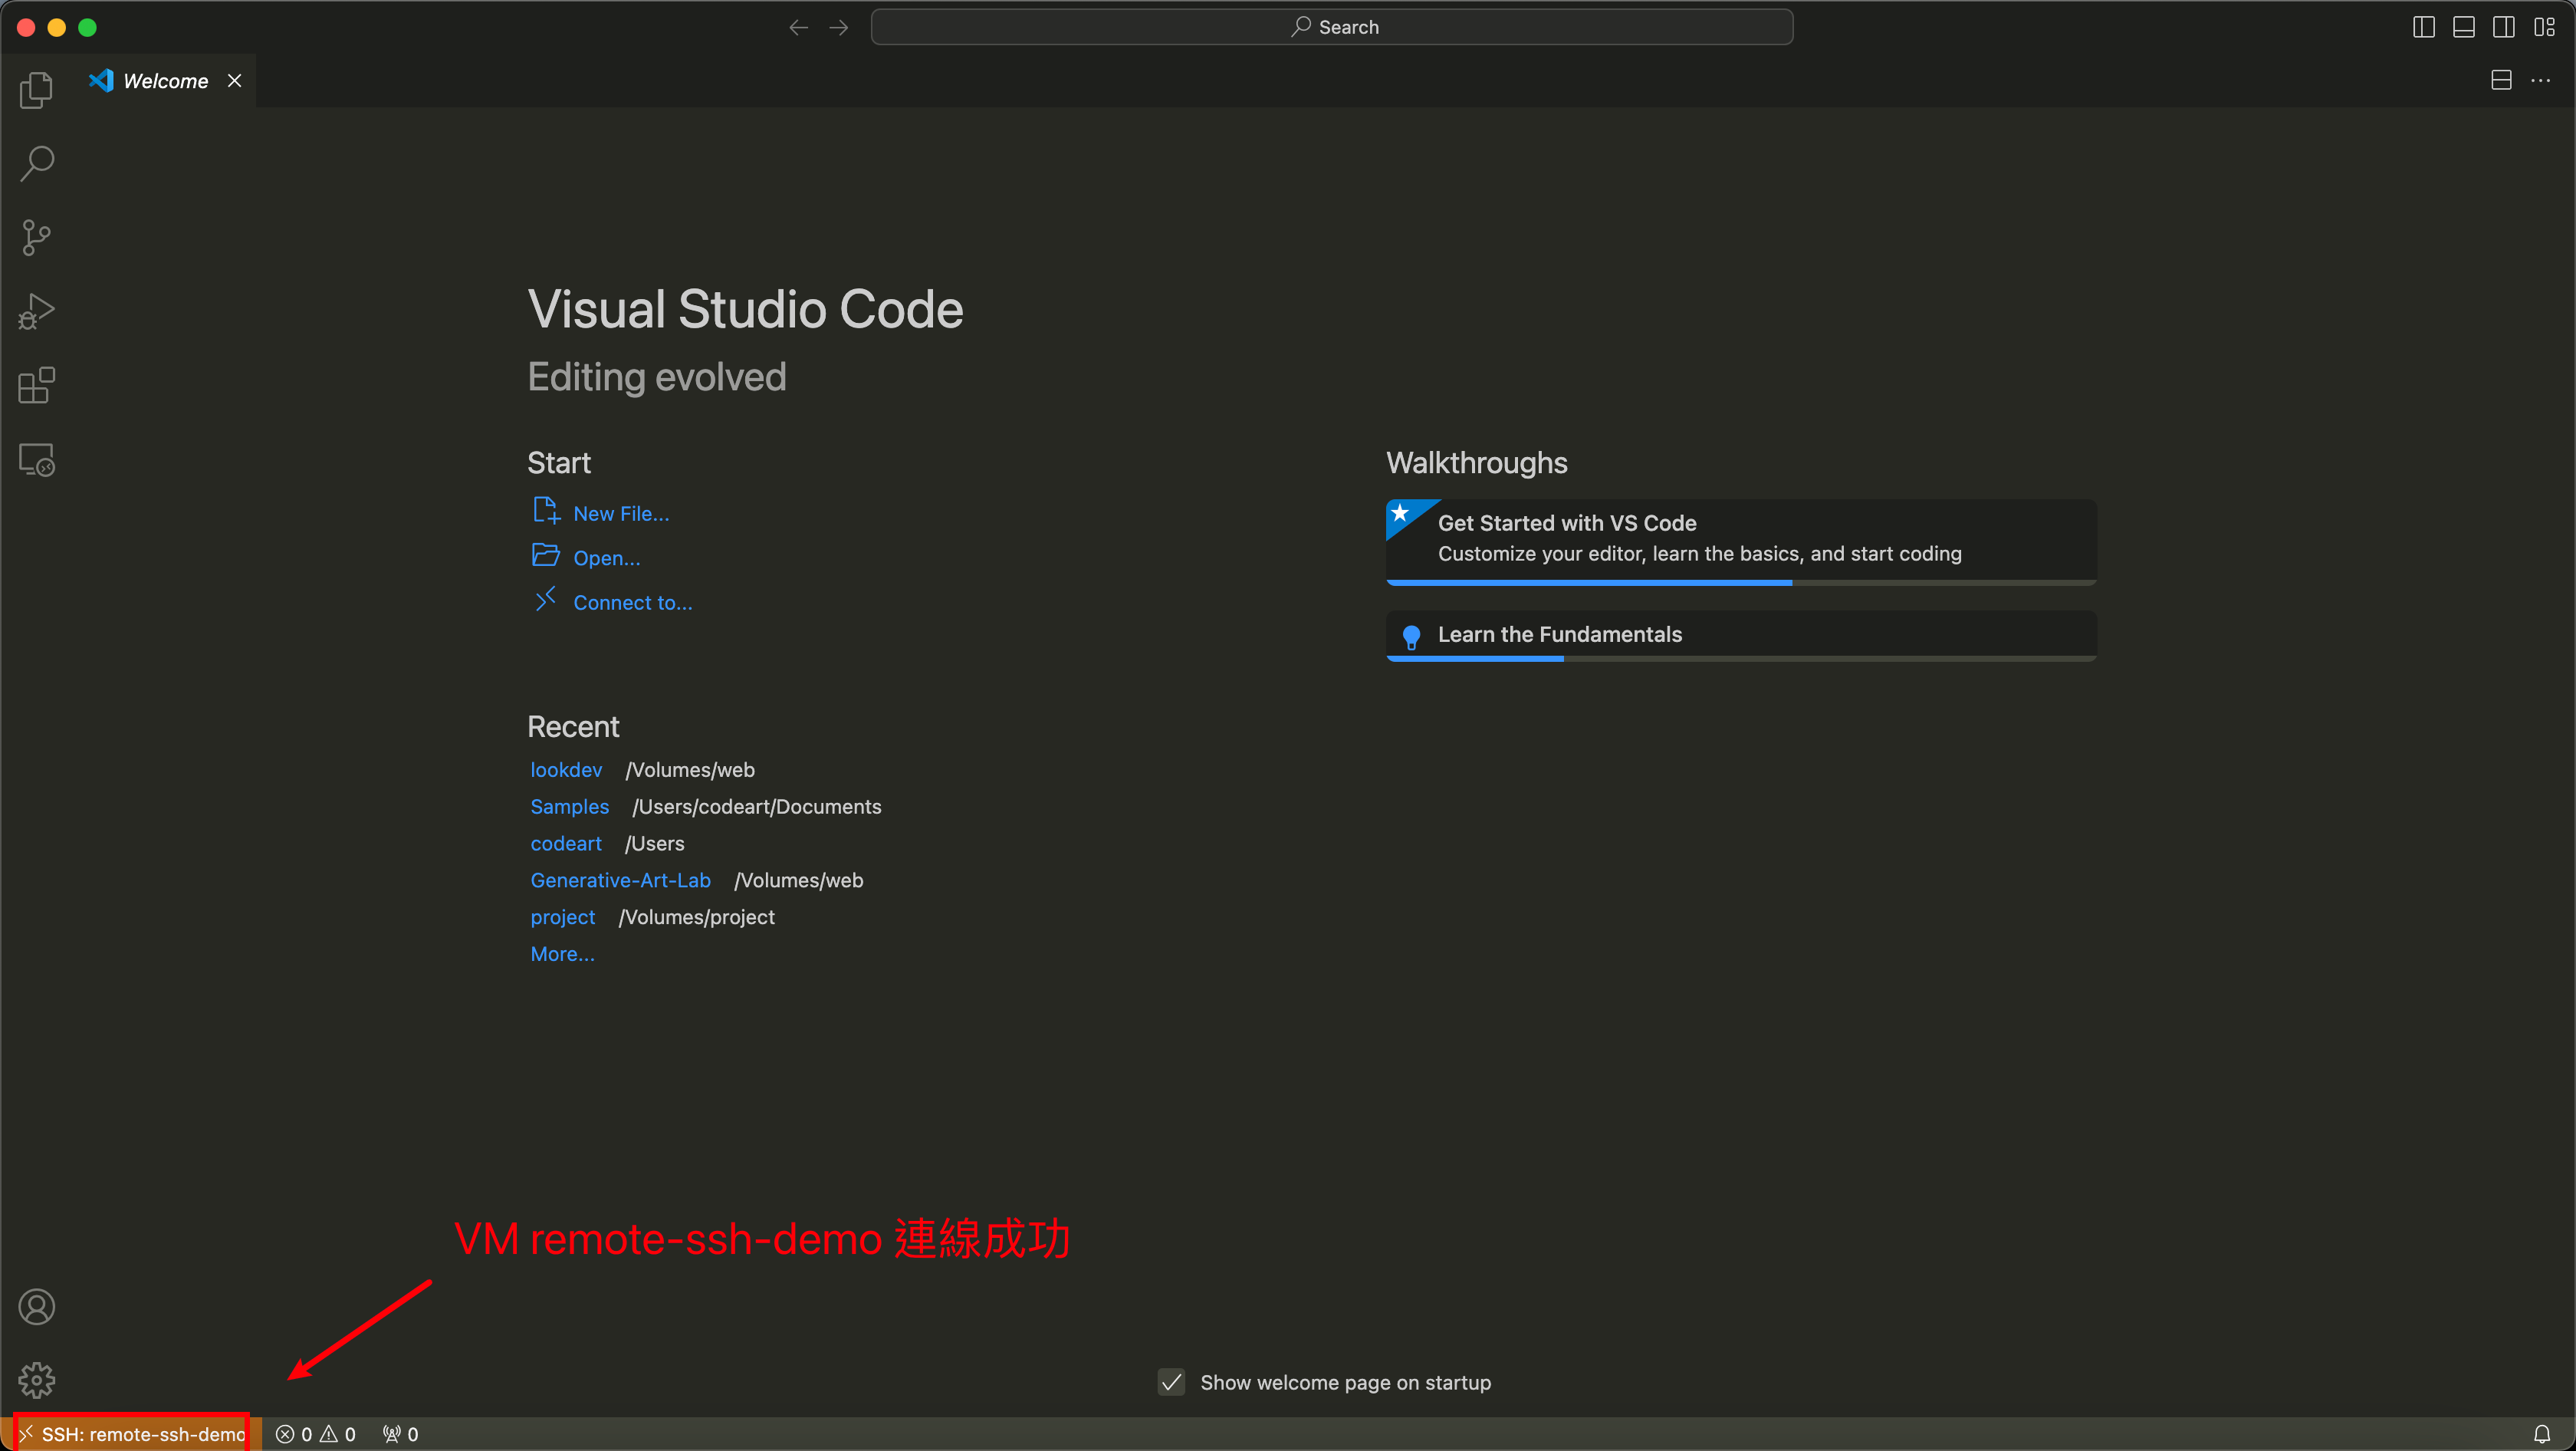 Search
Welcome
Visual Studio Code
Editing evolved
Start
New File...
Open...
Connect to...
Walkthroughs
Get Started with VS Code
Customize your editor, learn the basics, and start coding
Learn the Fundamentals
Recent
lookdev /Volumes/web
Samples /Users/codeart/Documents
codeart /Users
Generative-Art-Lab /Volumes/web
project /Volumes/project
More...
VM remote-ssh-demo 連線成功
Show welcome page on startup
SSH: remote-ssh-demo 0 0 0